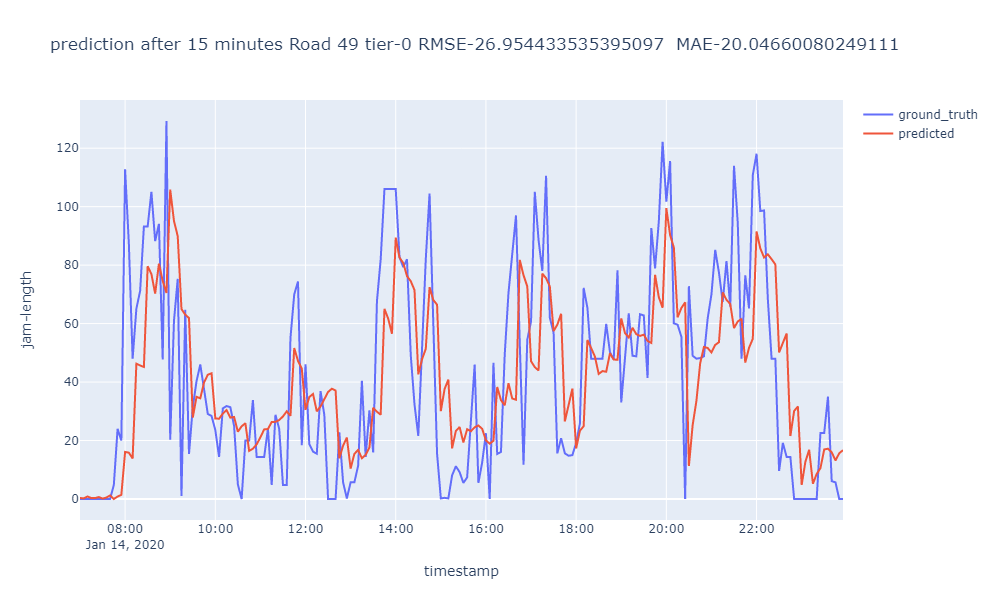 prediction after 15 minutes Road 49 tier-0 RMSE-26.954433535395097  MAE-20.04660080249111
ground_truth
predicted
120
100
80
60
40
20
0
jam-length
08:00 10:00 12:00 14:00 16:00 18:00 20:00 22:00
Jan 14, 2020
timestamp